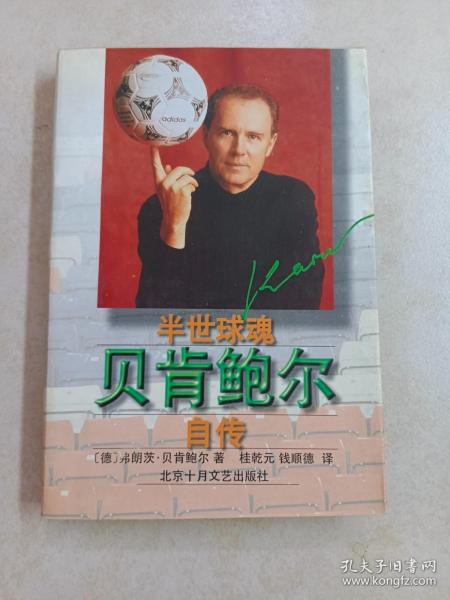 adidas
半世球魂
贝肯鲍尔
自传
〔德〕弗朗茨·贝肯鲍尔 著 桂乾元 钱顺德 译
北京十月文艺出版社
孔夫子旧书网
www.kongfz.com